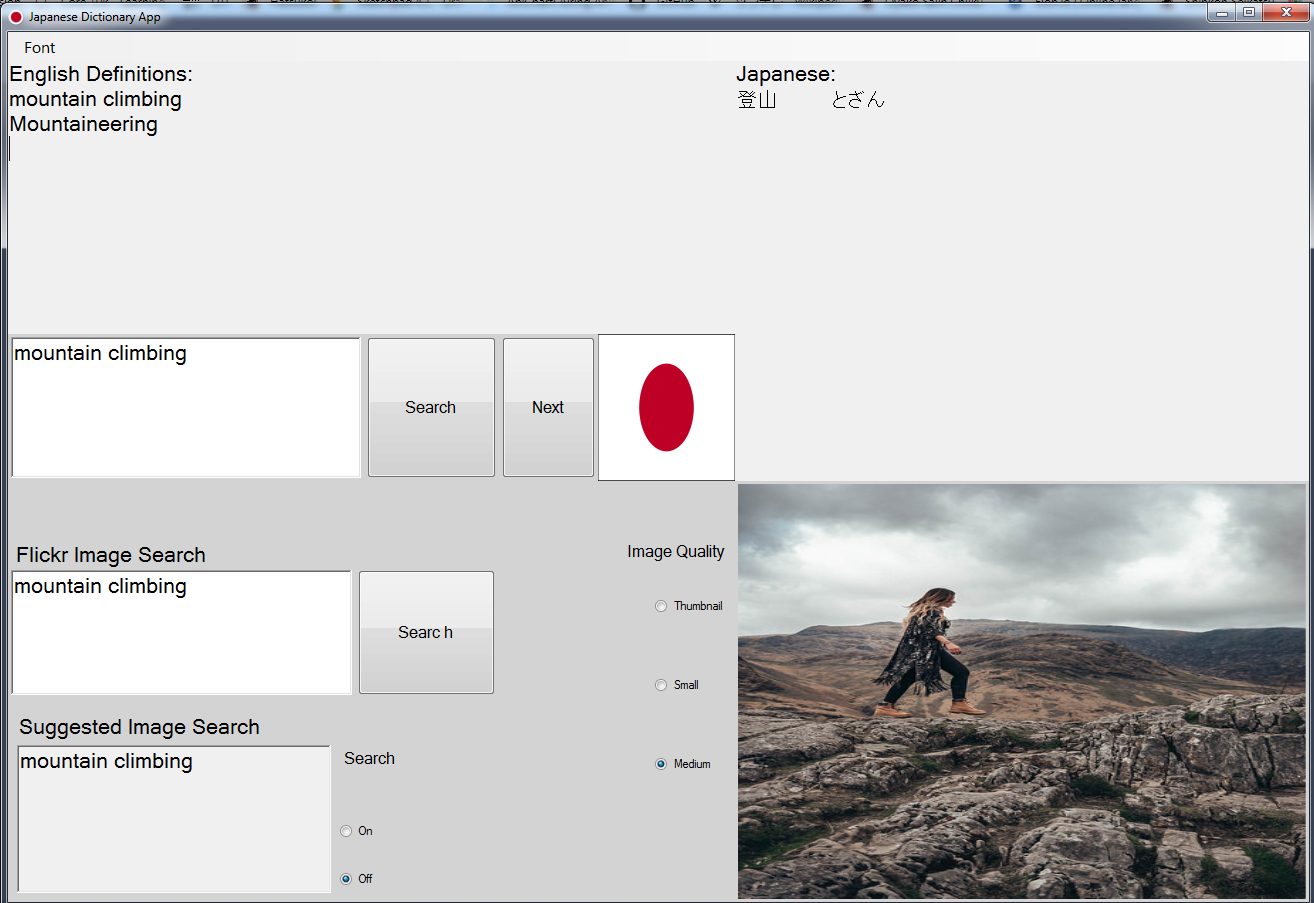 Japanese Dictionary App
Font
English Definitions:
mountain climbing
Mountaineering
Japanese:
登山 とざん
mountain climbing
Search
Next
Flickr Image Search
mountain climbing
Searc h
Image Quality
Thumbnail
Small
Medium
Suggested Image Search
mountain climbing
Search
On
Off